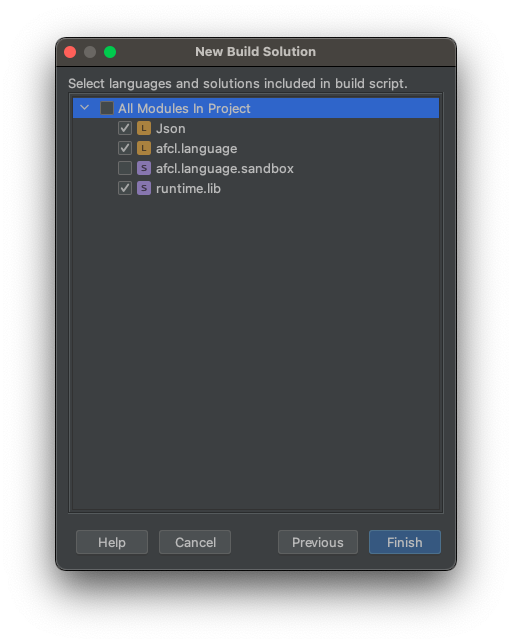 New Build Solution
Select languages and solutions included in build script.
All Modules In Project
L Json
L afcl.language
S afcl.language.sandbox
S runtime.lib
Help Cancel Previous Finish